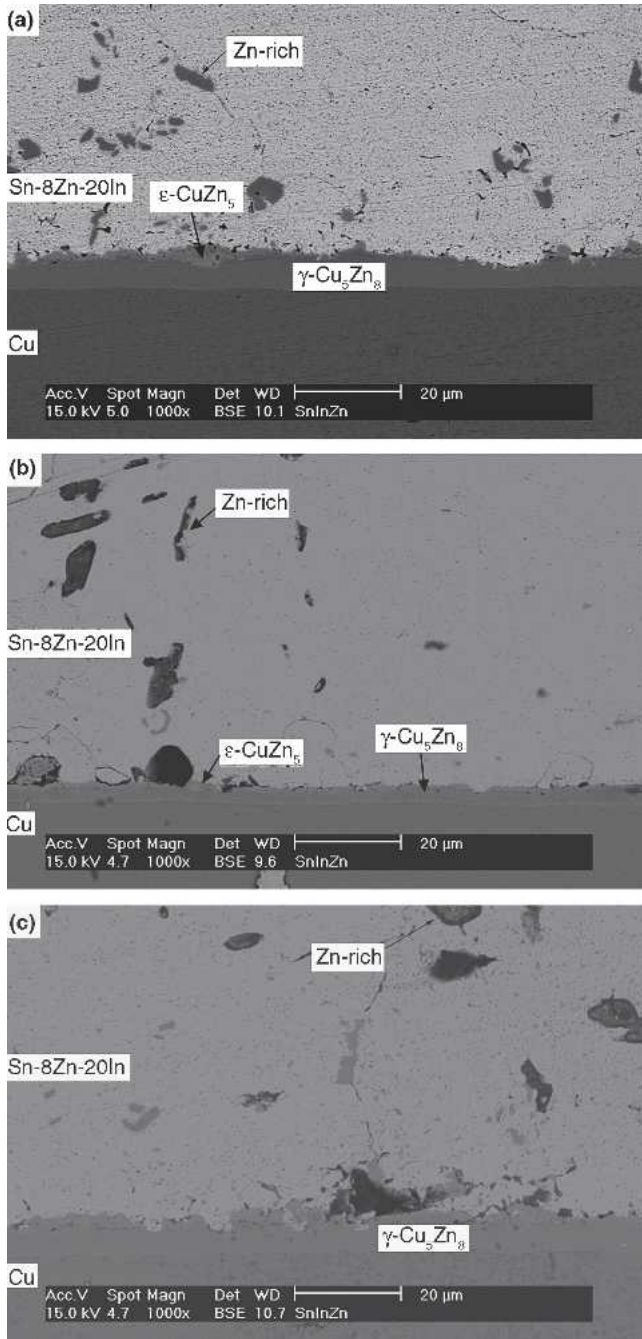 (a)
Zn-rich
Sn-8Zn-20In
ε-CuZn₅
γ-Cu₅Zn₈
Cu
Acc.V Spot Magn Det WD 20 μm
15.0 kV 5.0 1000x BSE 10.1 SnInZn
(b)
Zn-rich
Sn-8Zn-20In
ε-CuZn₅
γ-Cu₅Zn₈
Cu
Acc.V Spot Magn Det WD 20 μm
15.0 kV 4.7 1000x BSE 9.6 SnInZn
(c)
Zn-rich
Sn-8Zn-20In
γ-Cu₅Zn₈
Cu
Acc.V Spot Magn Det WD 20 μm
15.0 kV 4.7 1000x BSE 10.7 SnInZn